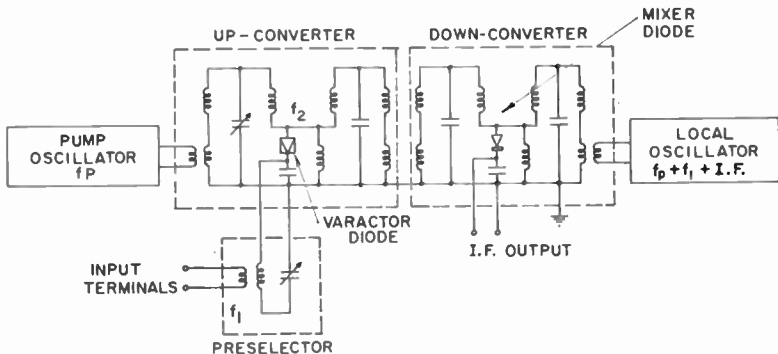 UP-CONVERTER
DOWN-CONVERTER
MIXER
DIODE
f2
PUMP
OSCILLATOR
fP
LOCAL
OSCILLATOR
fp + f1 + I.F.
VARACTOR
DIODE
I.F. OUTPUT
INPUT
TERMINALS
f1
PRESELECTOR